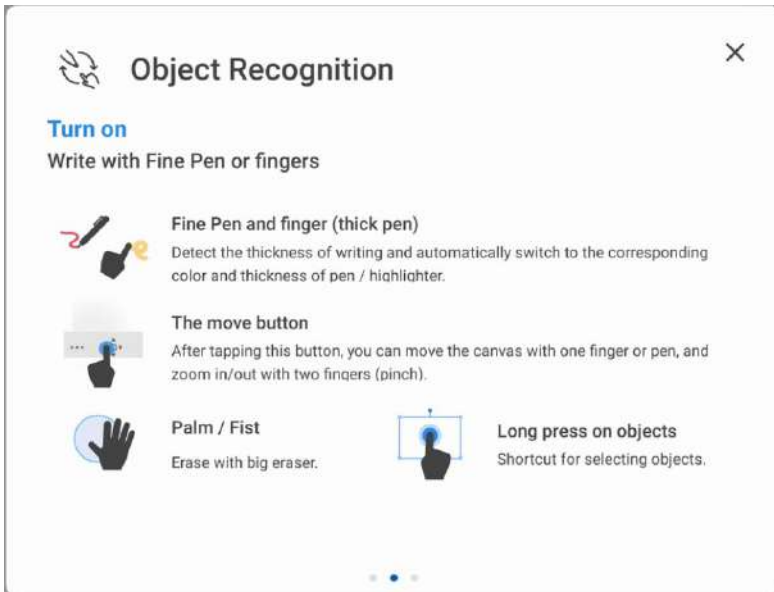 Object Recognition
Turn on
Write with Fine Pen or fingers
Fine Pen and finger (thick pen)
Detect the thickness of writing and automatically switch to the corresponding
color and thickness of pen / highlighter.
The move button
After tapping this button, you can move the canvas with one finger or pen, and
zoom in/out with two fingers (pinch).
Palm / Fist
Erase with big eraser.
Long press on objects
Shortcut for selecting objects.